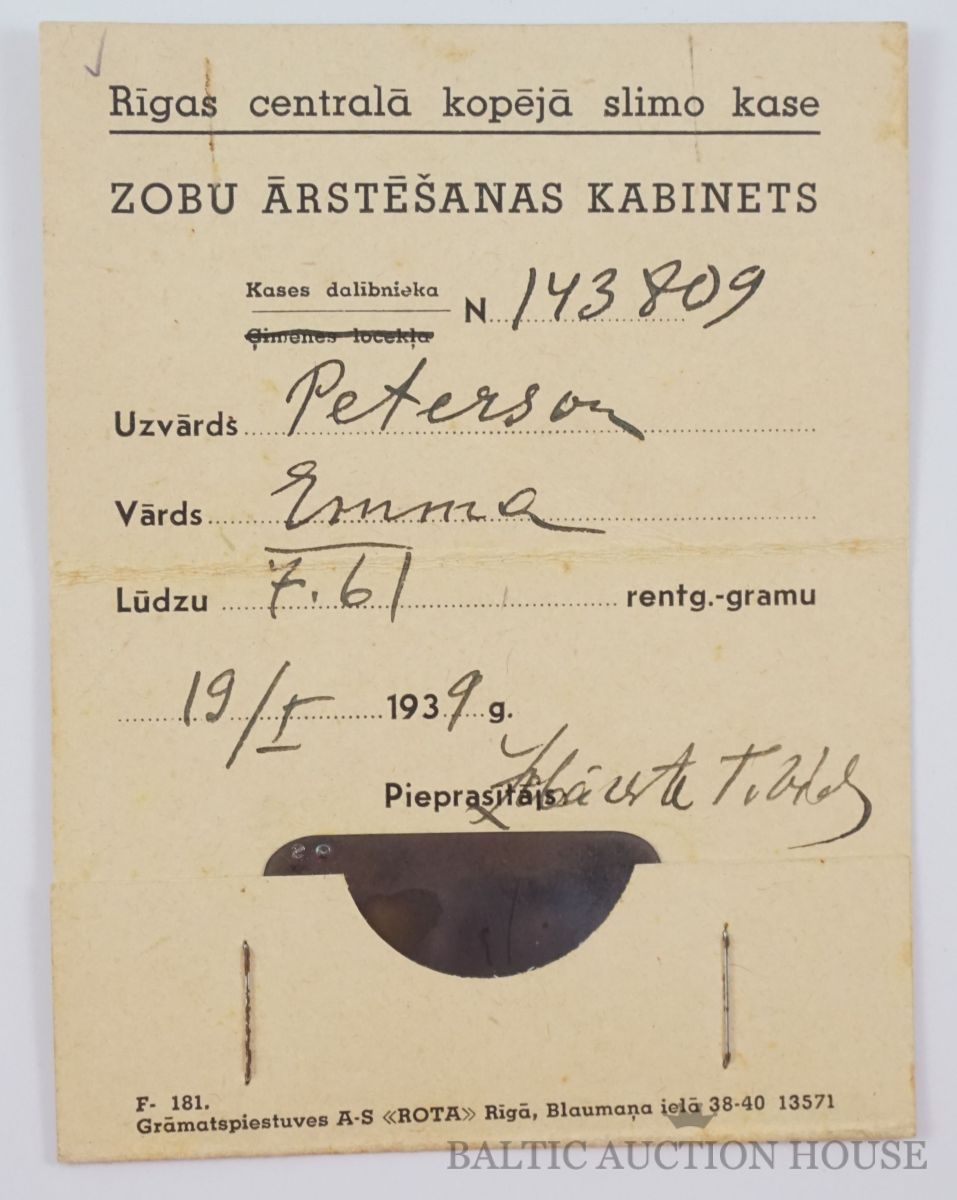 Rīgas centralā kopējā slimo kase
ZOBU ĀRSTĒŠANAS KABINETS
Kases dalībnieka
Ģimenes locekļa
N 143809
Uzvārds Peterson
Vārds Emma
Lūdzu 7.61 rentg.-gramu
19/I 1939 g.
Pieprasītājs
F- 181.
Grāmatspiestuves A-S «ROTA» Rīgā, Blaumaņa ielā 38-40 13571
BALTIC AUCTION HOUSE